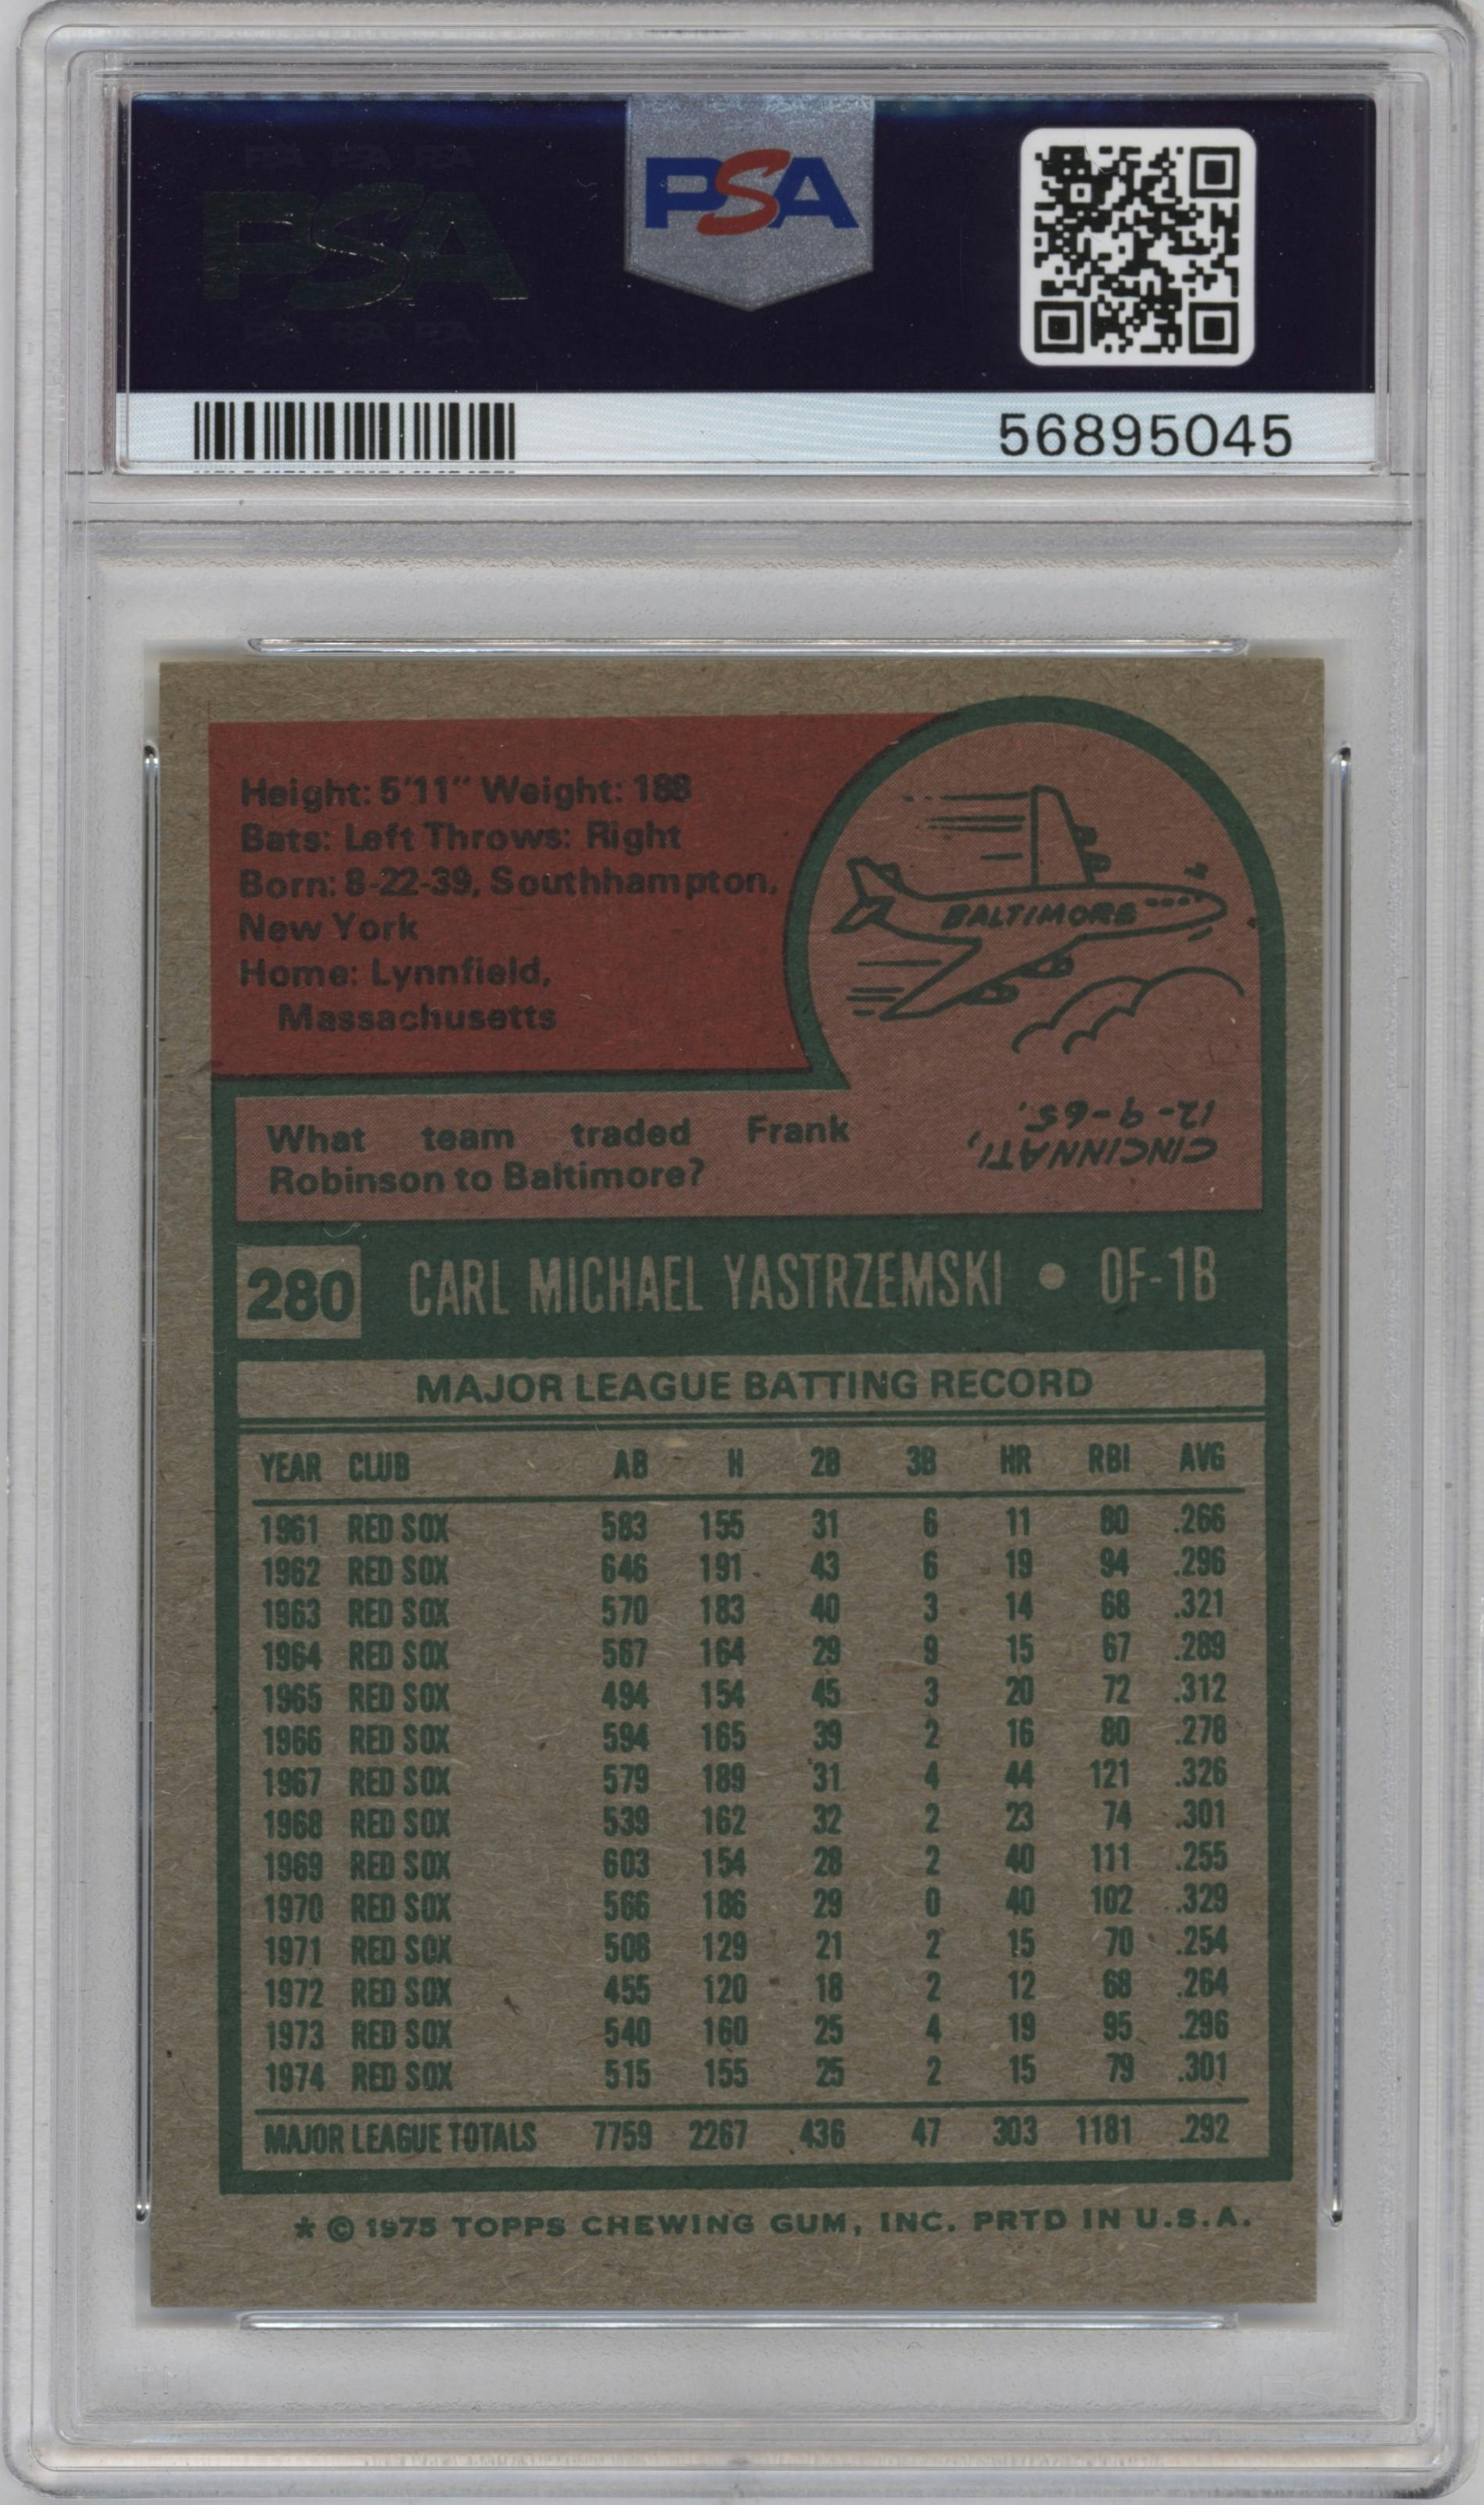 PSA PSA PSA
PSA
PSA PSA PSA
PSA
56895045
Height: 5'11" Weight: 188
Bats: Left Throws: Right
Born: 8-22-39, Southhampton,
New York
Home: Lynnfield,
Massachusetts
BALTIMORE
What team traded Frank
Robinson to Baltimore?
CINCINNATI,
12-9-65.
280 CARL MICHAEL YASTRZEMSKI • OF-1B
MAJOR LEAGUE BATTING RECORD
YEAR CLUB AB H 2B 3B HR RBI AVG
1961 RED SOX 583 155 31 6 11 80 .266
1962 RED SOX 646 191 43 6 19 94 .296
1963 RED SOX 570 183 40 3 14 68 .321
1964 RED SOX 567 164 29 9 15 67 .289
1965 RED SOX 494 154 45 3 20 72 .312
1966 RED SOX 594 165 39 2 16 80 .278
1967 RED SOX 579 189 31 4 44 121 .326
1968 RED SOX 539 162 32 2 23 74 .301
1969 RED SOX 603 154 28 2 40 111 .255
1970 RED SOX 566 186 29 0 40 102 .329
1971 RED SOX 508 129 21 2 15 70 .254
1972 RED SOX 455 120 18 2 12 68 .264
1973 RED SOX 540 160 25 4 19 95 .296
1974 RED SOX 515 155 25 2 15 79 .301
MAJOR LEAGUE TOTALS 7759 2267 436 47 303 1181 .292
* © 1975 TOPPS CHEWING GUM, INC. PRTD IN U.S.A.